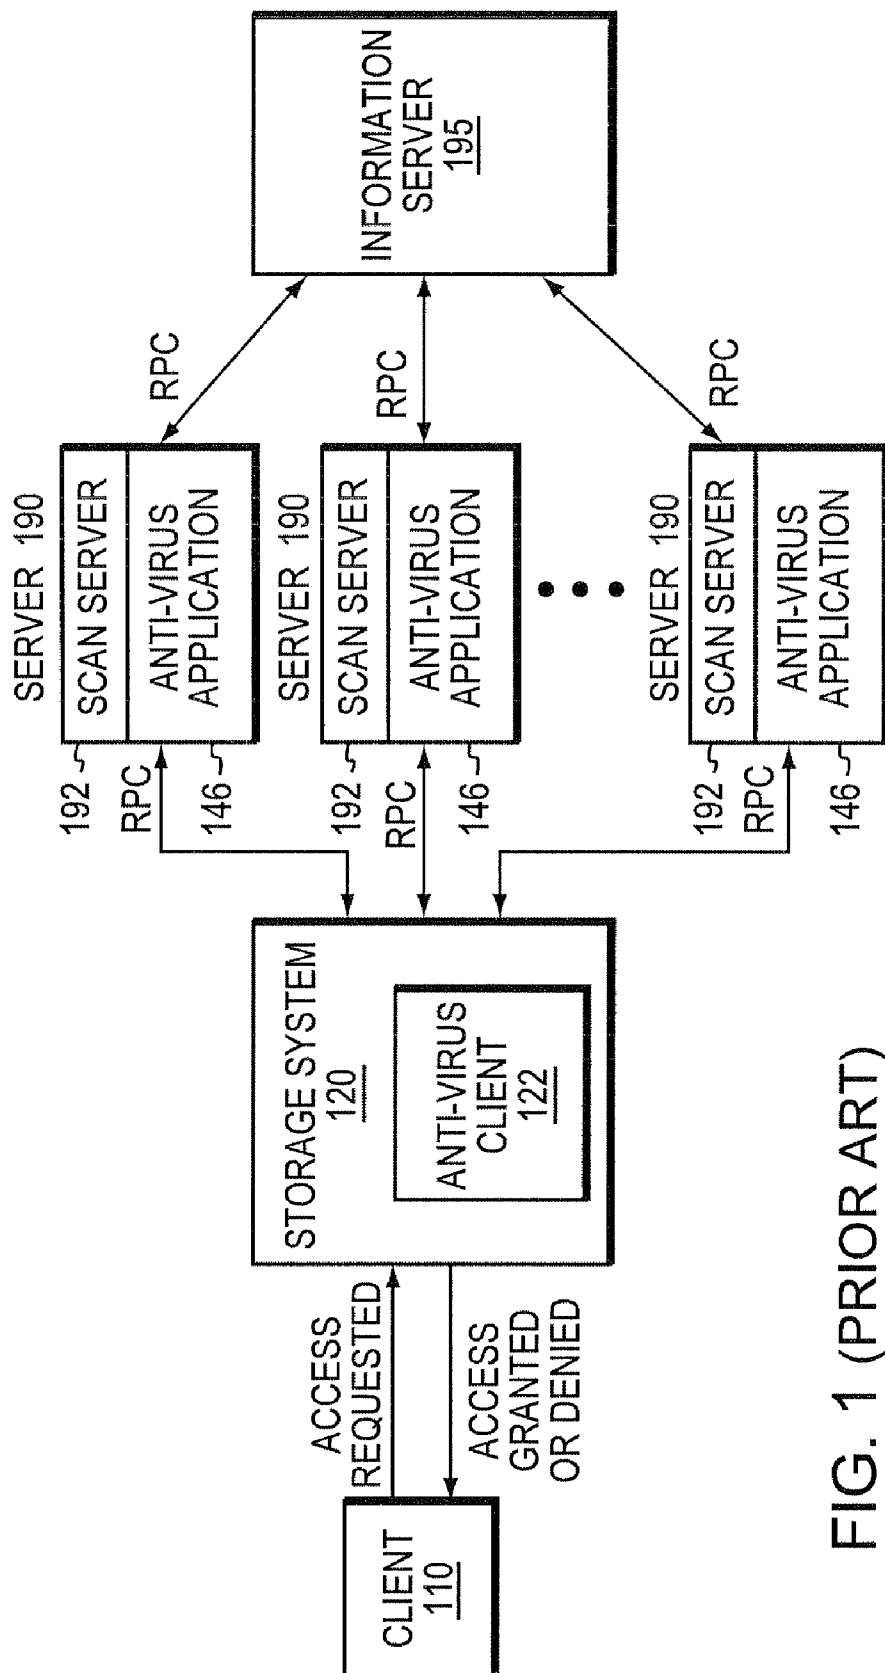 CLIENT
110
ACCESS
REQUESTED
ACCESS
GRANTED
OR DENIED
STORAGE SYSTEM
120
ANTI-VIRUS
CLIENT
122
SERVER 190
SCAN SERVER
ANTI-VIRUS
APPLICATION
192
RPC
146
RPC
SERVER 190
SCAN SERVER
ANTI-VIRUS
APPLICATION
192
RPC
146
RPC
SERVER 190
SCAN SERVER
ANTI-VIRUS
APPLICATION
192
RPC
146
RPC
INFORMATION
SERVER
195
FIG. 1 (PRIOR ART)